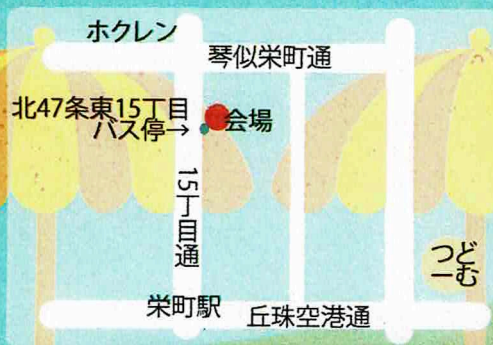 ホクレン
琴似栄町通
北47条東15丁目
バス停→
会場
15丁目通
つど
ーむ
栄町駅
丘珠空港通